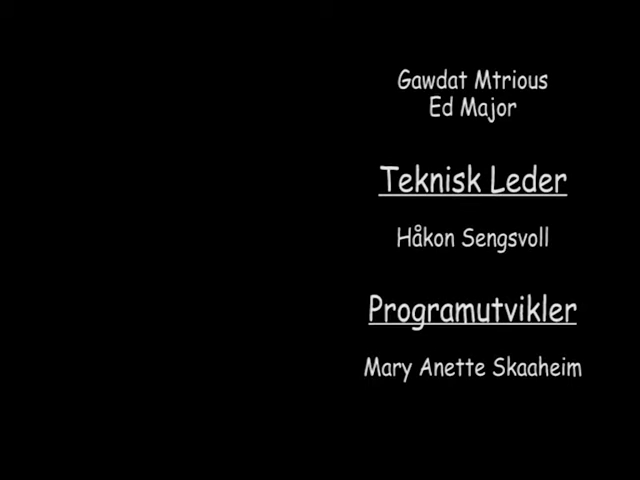 Gawdat Mtrious
Ed Major
Teknisk Leder
Håkon Sengsvoll
Programutvikler
Mary Anette Skaaheim